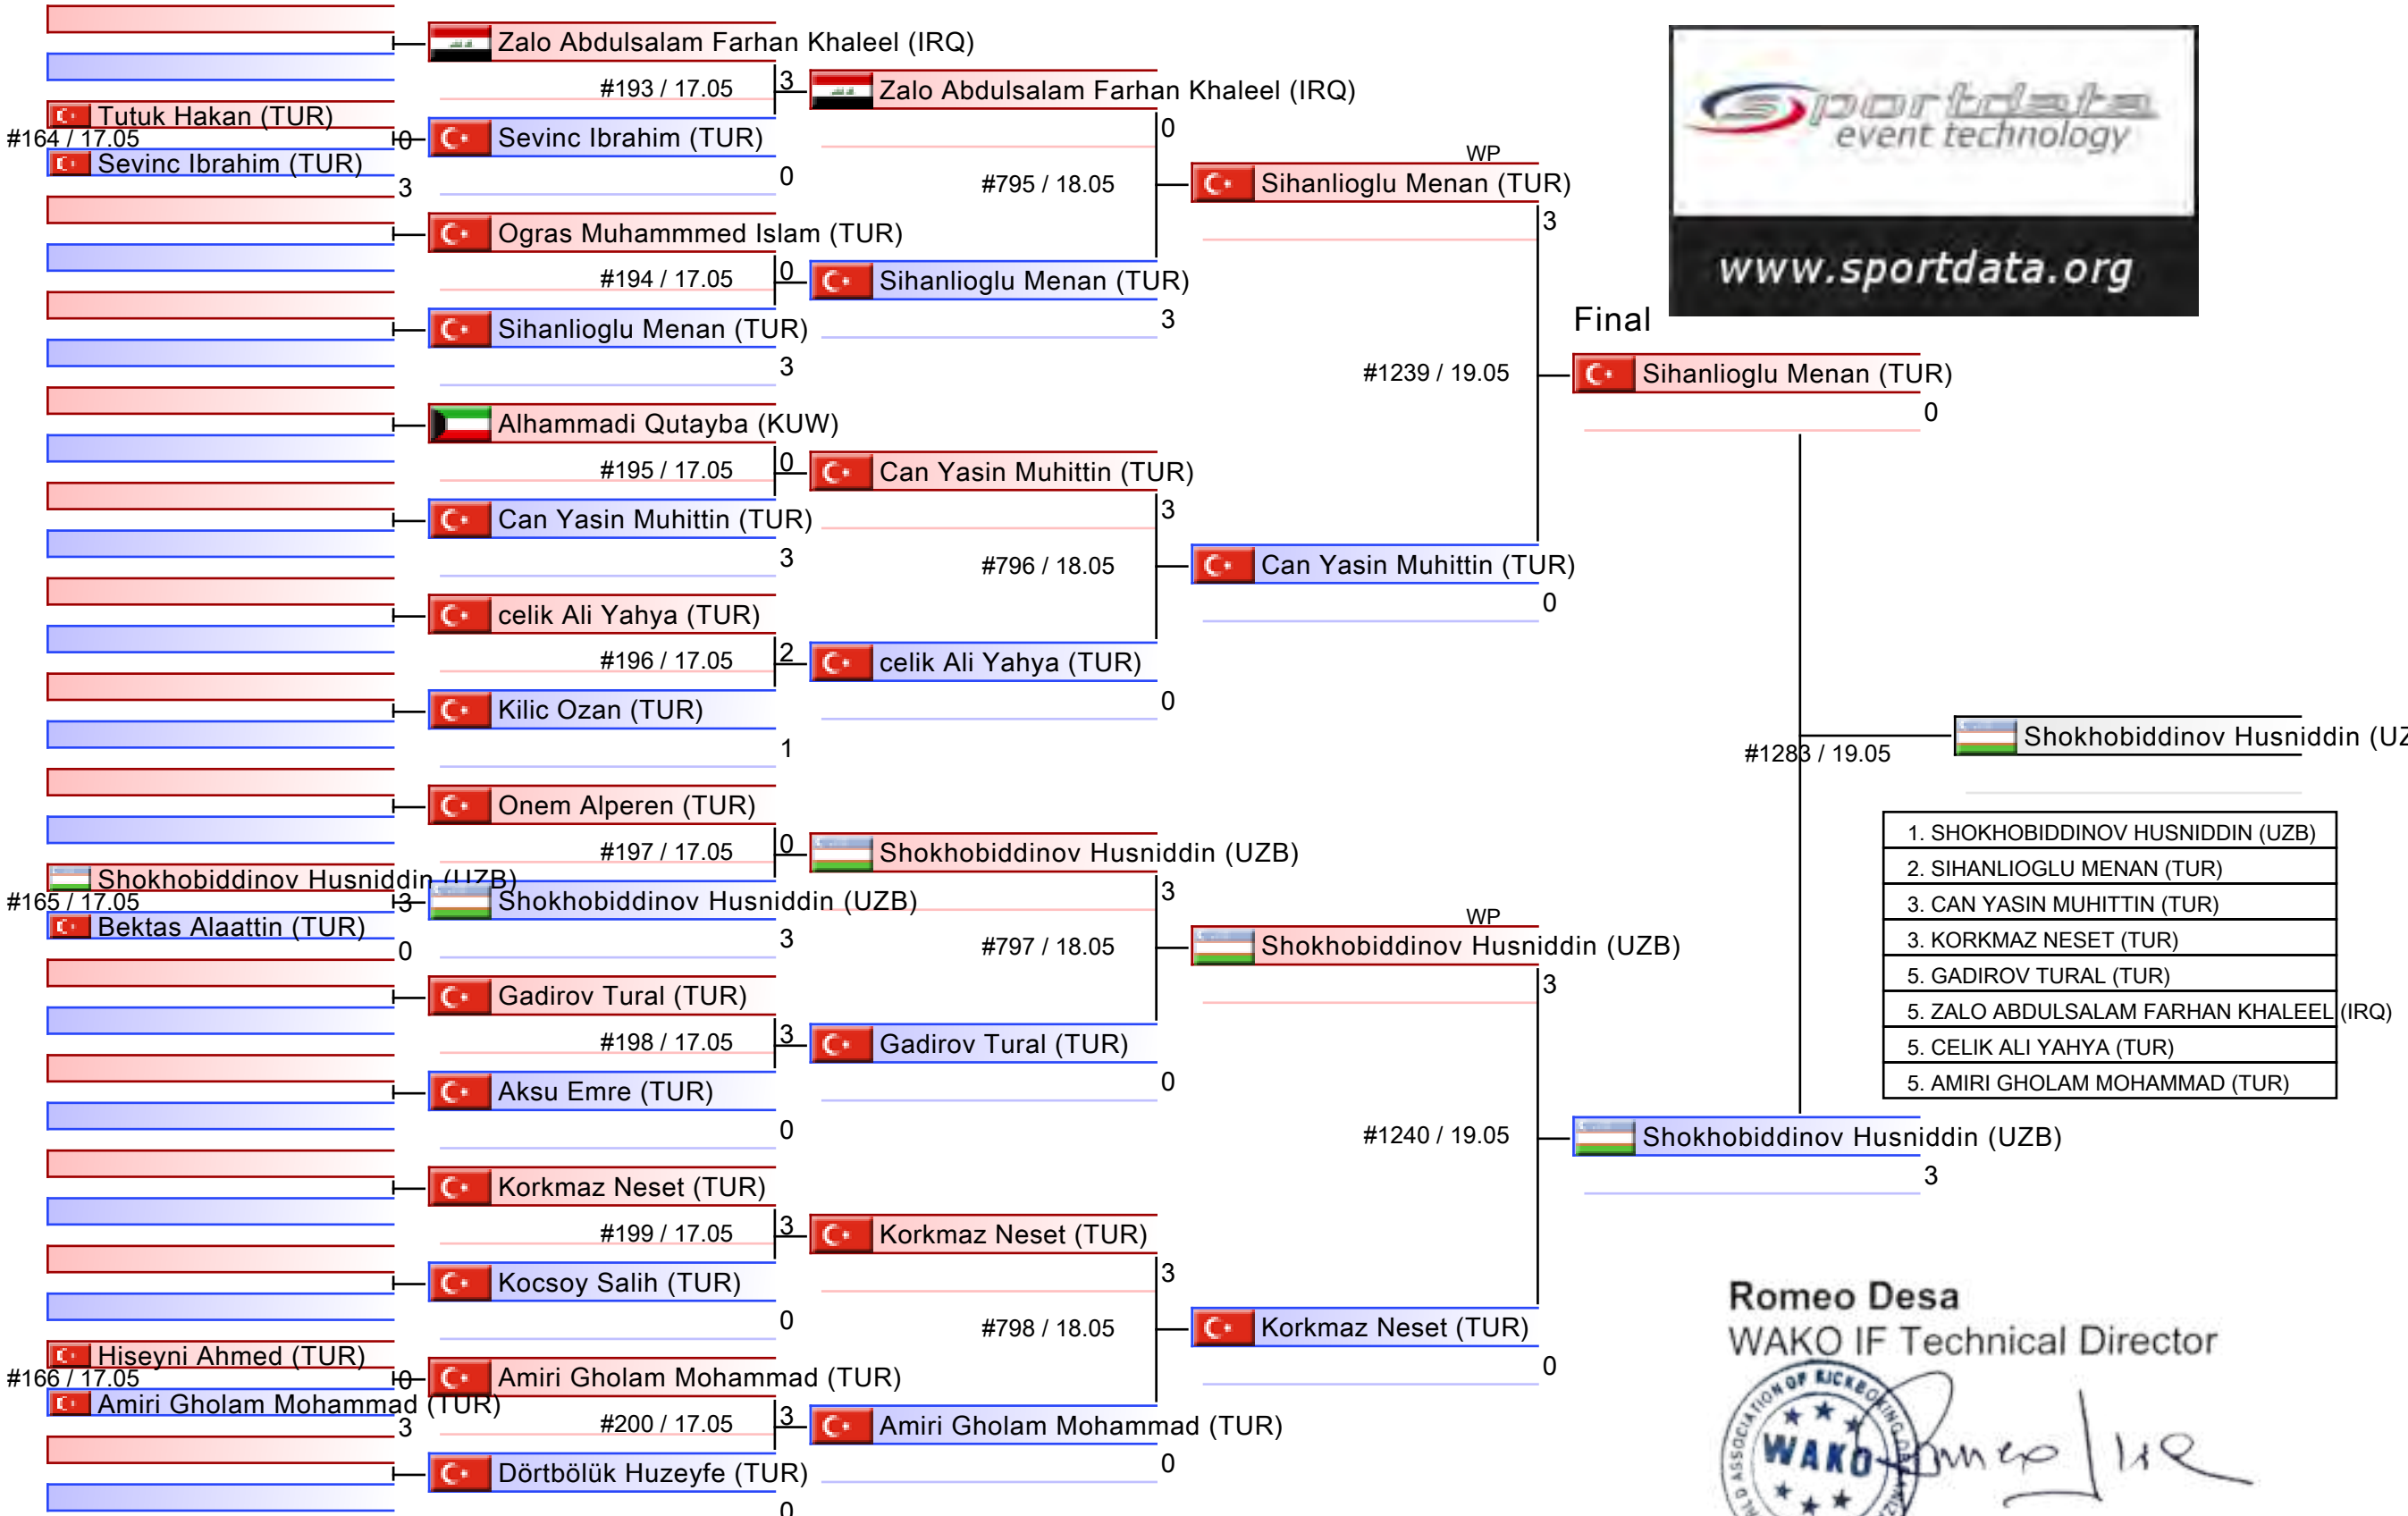 Zalo Abdulsalam Farhan Khaleel (IRQ)
#193 / 17.05
3
Zalo Abdulsalam Farhan Khaleel (IRQ)
0
Tutuk Hakan (TUR)
#164 / 17.05
0
Sevinc Ibrahim (TUR)
3
Sevinc Ibrahim (TUR)
0
#795 / 18.05
WP
Sihanlioglu Menan (TUR)
3
Ogras Muhammmed Islam (TUR)
#194 / 17.05
0
Sihanlioglu Menan (TUR)
3
Sihanlioglu Menan (TUR)
3
sportdata
event technology
www.sportdata.org
Final
#1239 / 19.05
Sihanlioglu Menan (TUR)
0
Alhammadi Qutayba (KUW)
#195 / 17.05
0
Can Yasin Muhittin (TUR)
3
Can Yasin Muhittin (TUR)
3
#796 / 18.05
Can Yasin Muhittin (TUR)
0
celik Ali Yahya (TUR)
#196 / 17.05
2
celik Ali Yahya (TUR)
0
Kilic Ozan (TUR)
1
#1283 / 19.05
Shokhobiddinov Husniddin (UZ
Onem Alperen (TUR)
#197 / 17.05
0
Shokhobiddinov Husniddin (UZB)
3
Shokhobiddinov Husniddin (UZB)
#165 / 17.05
3
Bektas Alaattin (TUR)
0
Shokhobiddinov Husniddin (UZB)
3
#797 / 18.05
WP
Shokhobiddinov Husniddin (UZB)
3
Gadirov Tural (TUR)
#198 / 17.05
3
Gadirov Tural (TUR)
0
Aksu Emre (TUR)
0
1. SHOKHOBIDDINOV HUSNIDDIN (UZB)
2. SIHANLIOGLU MENAN (TUR)
3. CAN YASIN MUHITTIN (TUR)
3. KORKMAZ NESET (TUR)
5. GADIROV TURAL (TUR)
5. ZALO ABDULSALAM FARHAN KHALEEL (IRQ)
5. CELIK ALI YAHYA (TUR)
5. AMIRI GHOLAM MOHAMMAD (TUR)
#1240 / 19.05
Shokhobiddinov Husniddin (UZB)
3
Korkmaz Neset (TUR)
#199 / 17.05
3
Korkmaz Neset (TUR)
3
Kocsoy Salih (TUR)
0
#798 / 18.05
Korkmaz Neset (TUR)
0
Hiseyni Ahmed (TUR)
#166 / 17.05
0
Amiri Gholam Mohammad (TUR)
3
Amiri Gholam Mohammad (TUR)
#200 / 17.05
3
Amiri Gholam Mohammad (TUR)
0
Dörtbölük Huzeyfe (TUR)
0
Romeo Desa
WAKO IF Technical Director
ASSOCIATION OF KICKBOXING
WAKO